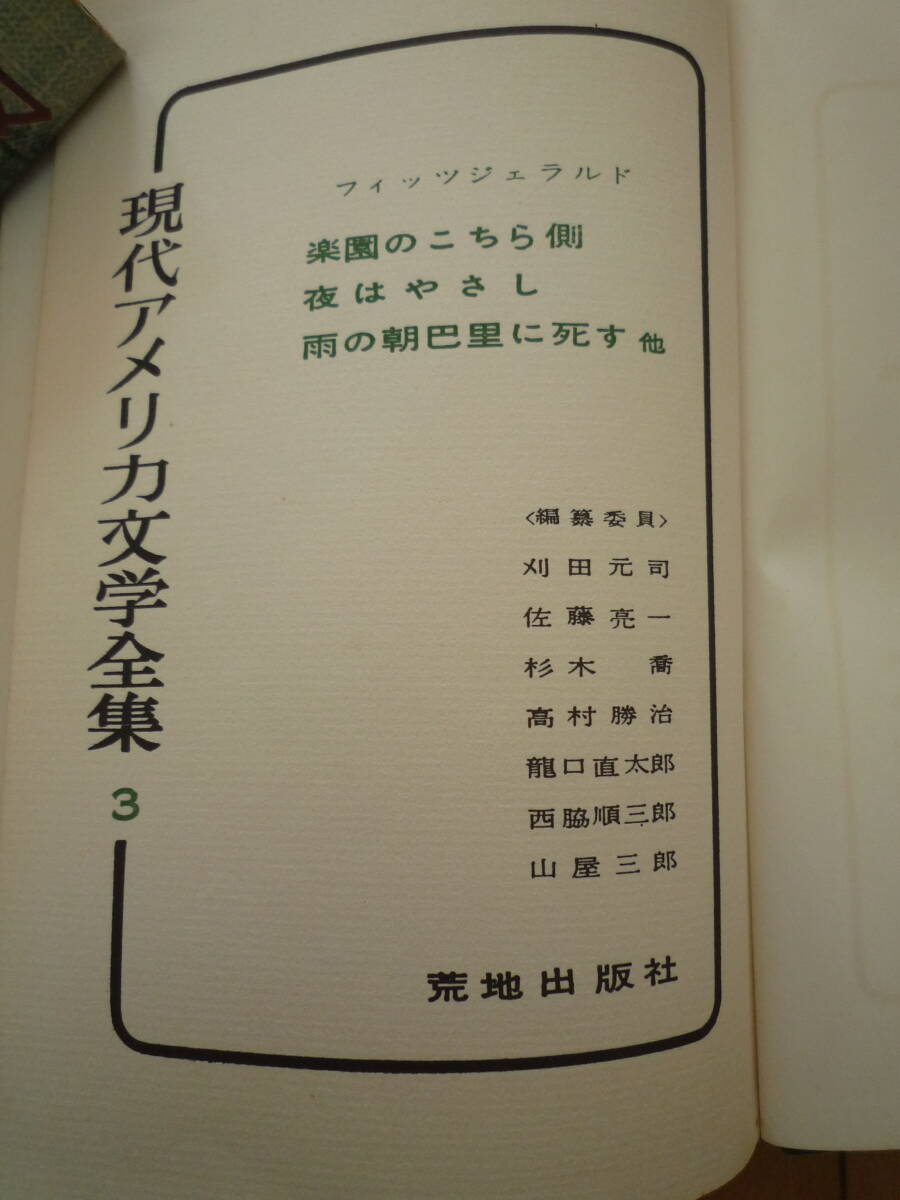 現代アメリカ文学全集 3
フィッツジェラルド
楽園のこちら側
夜はやさし
雨の朝巴里に死す 他
〈編纂委員〉
刈田元司
佐藤亮一
杉木喬
高村勝治
龍口直太郎
西脇順三郎
山屋三郎
荒地出版社